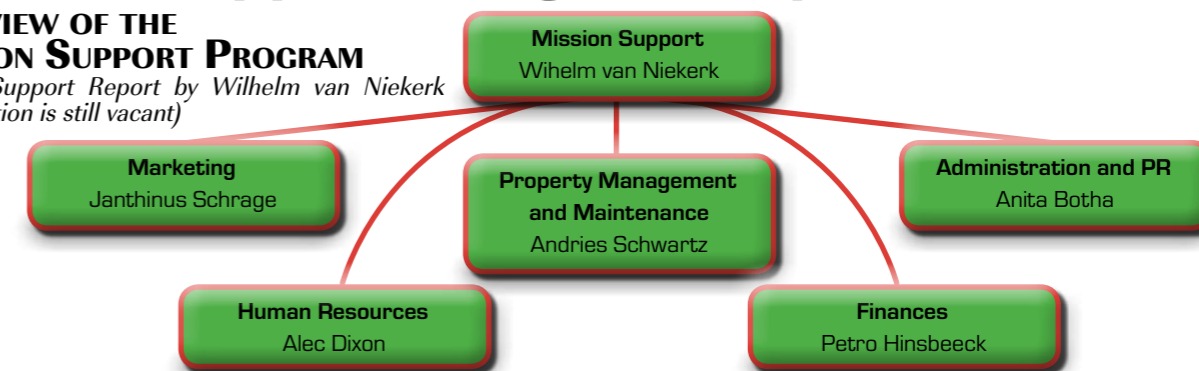 VIEW OF THE
ON SUPPORT PROGRAM
Support Report by Wilhelm van Niekerk
tion is still vacant)
Mission Support
Wihelm van Niekerk
Marketing
Janthinus Schrage
Property Management
and Maintenance
Andries Schwartz
Administration and PR
Anita Botha
Human Resources
Alec Dixon
Finances
Petro Hinsbeeck